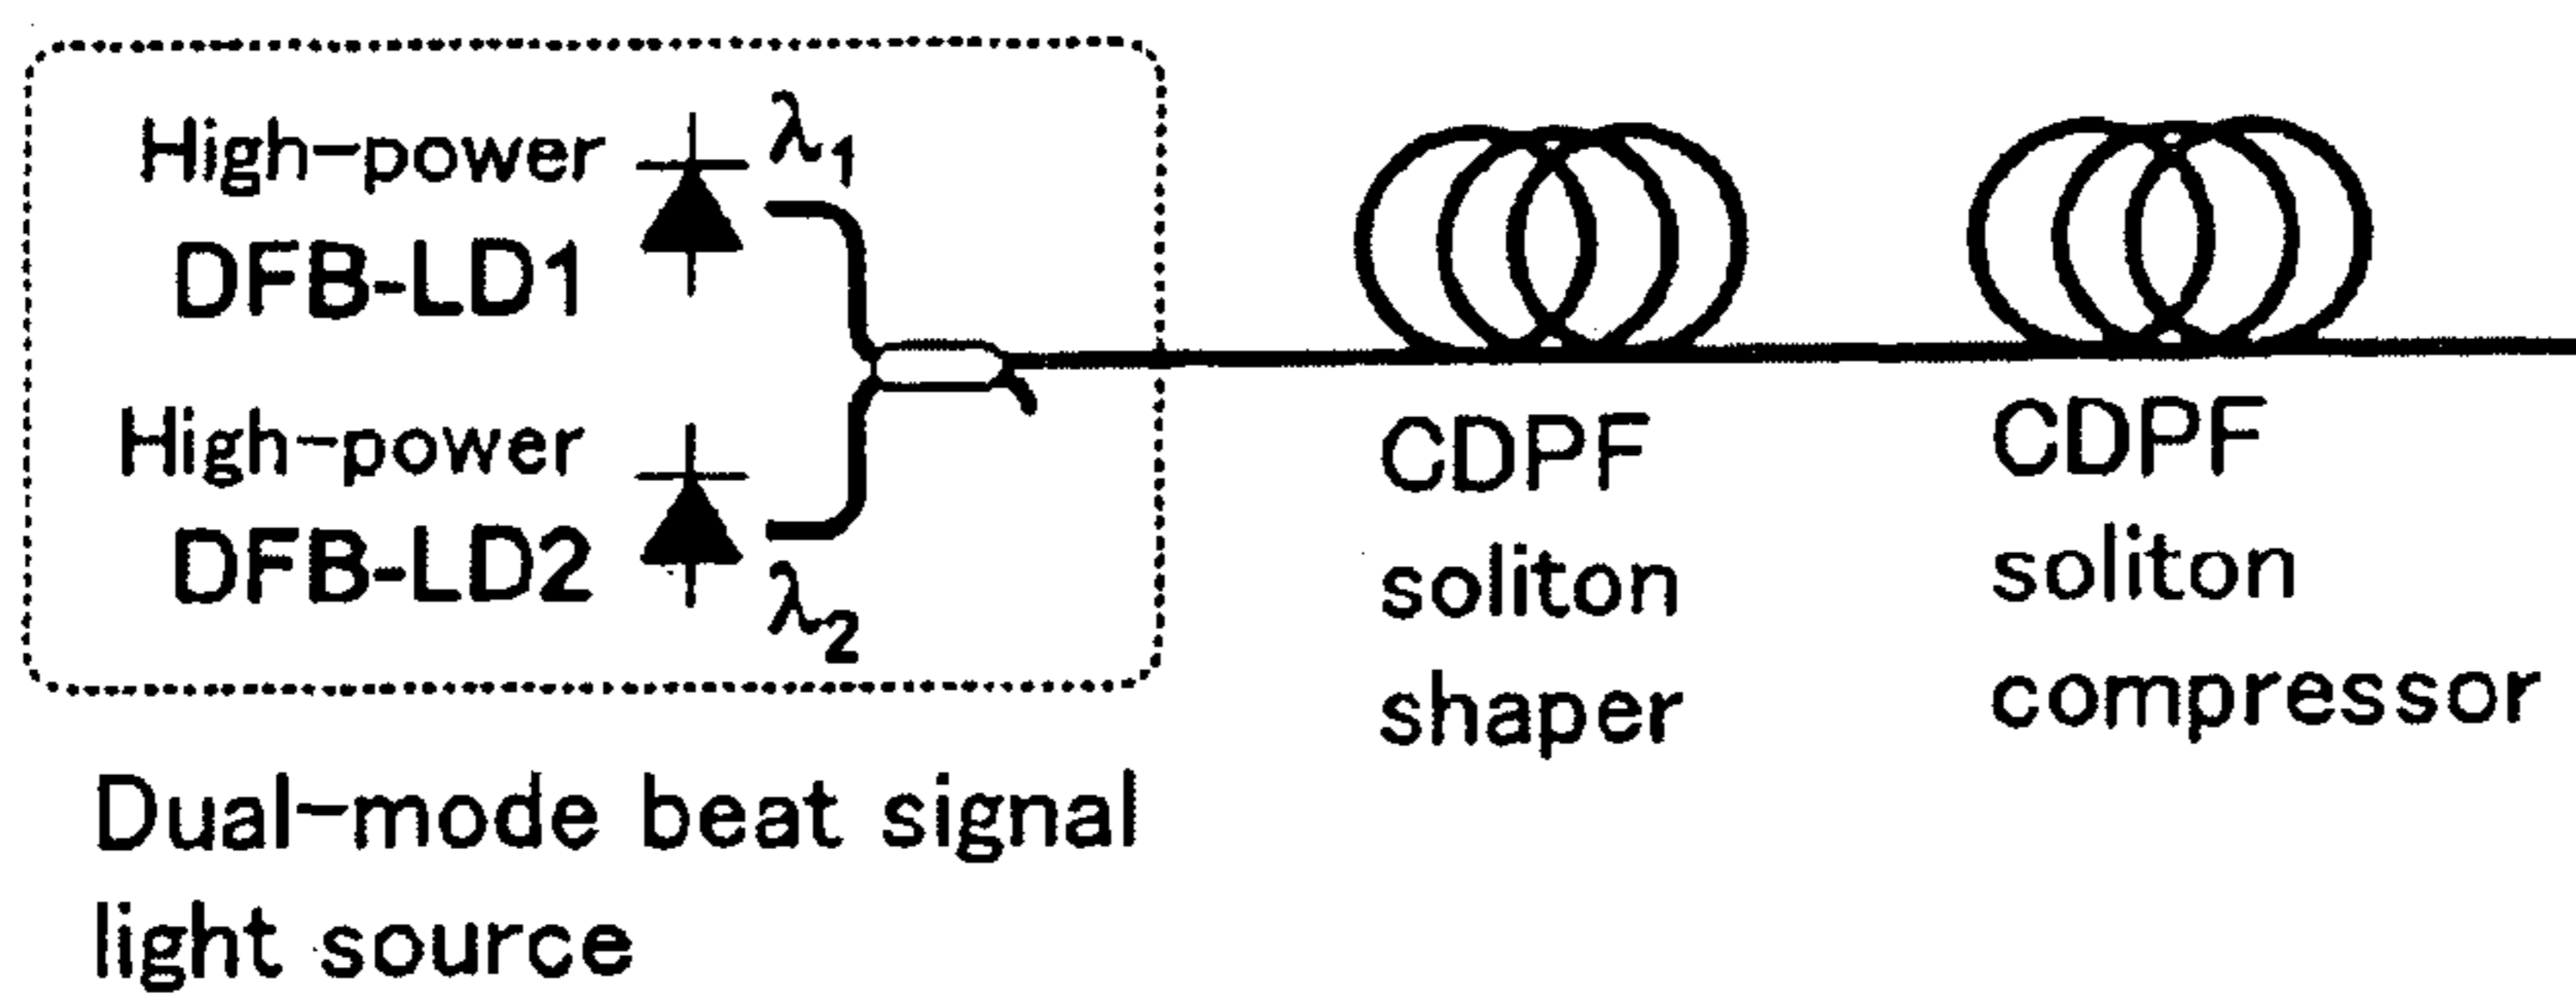 High-power
DFB-LD1
λ1
High-power
DFB-LD2
λ2
CDPF
soliton
shaper
CDPF
soliton
compressor
Dual-mode beat signal
light source